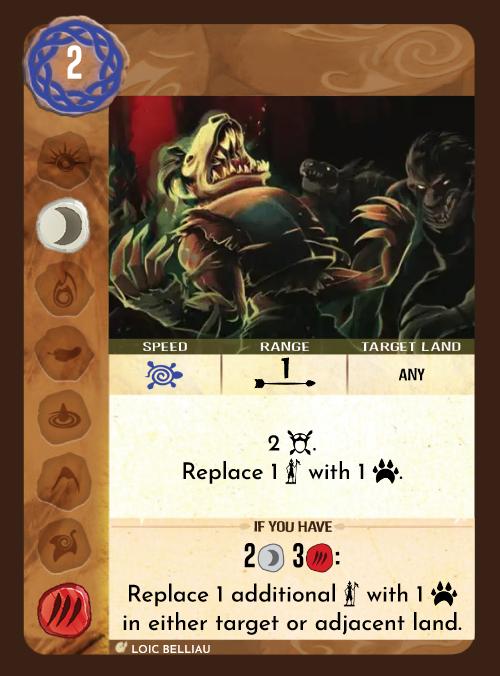 2
SPEED RANGE TARGET LAND
1 ANY
2 .
Replace 1 with 1 .
IF YOU HAVE
2 3 :
Replace 1 additional with 1
in either target or adjacent land.
LOIC BELLIAU